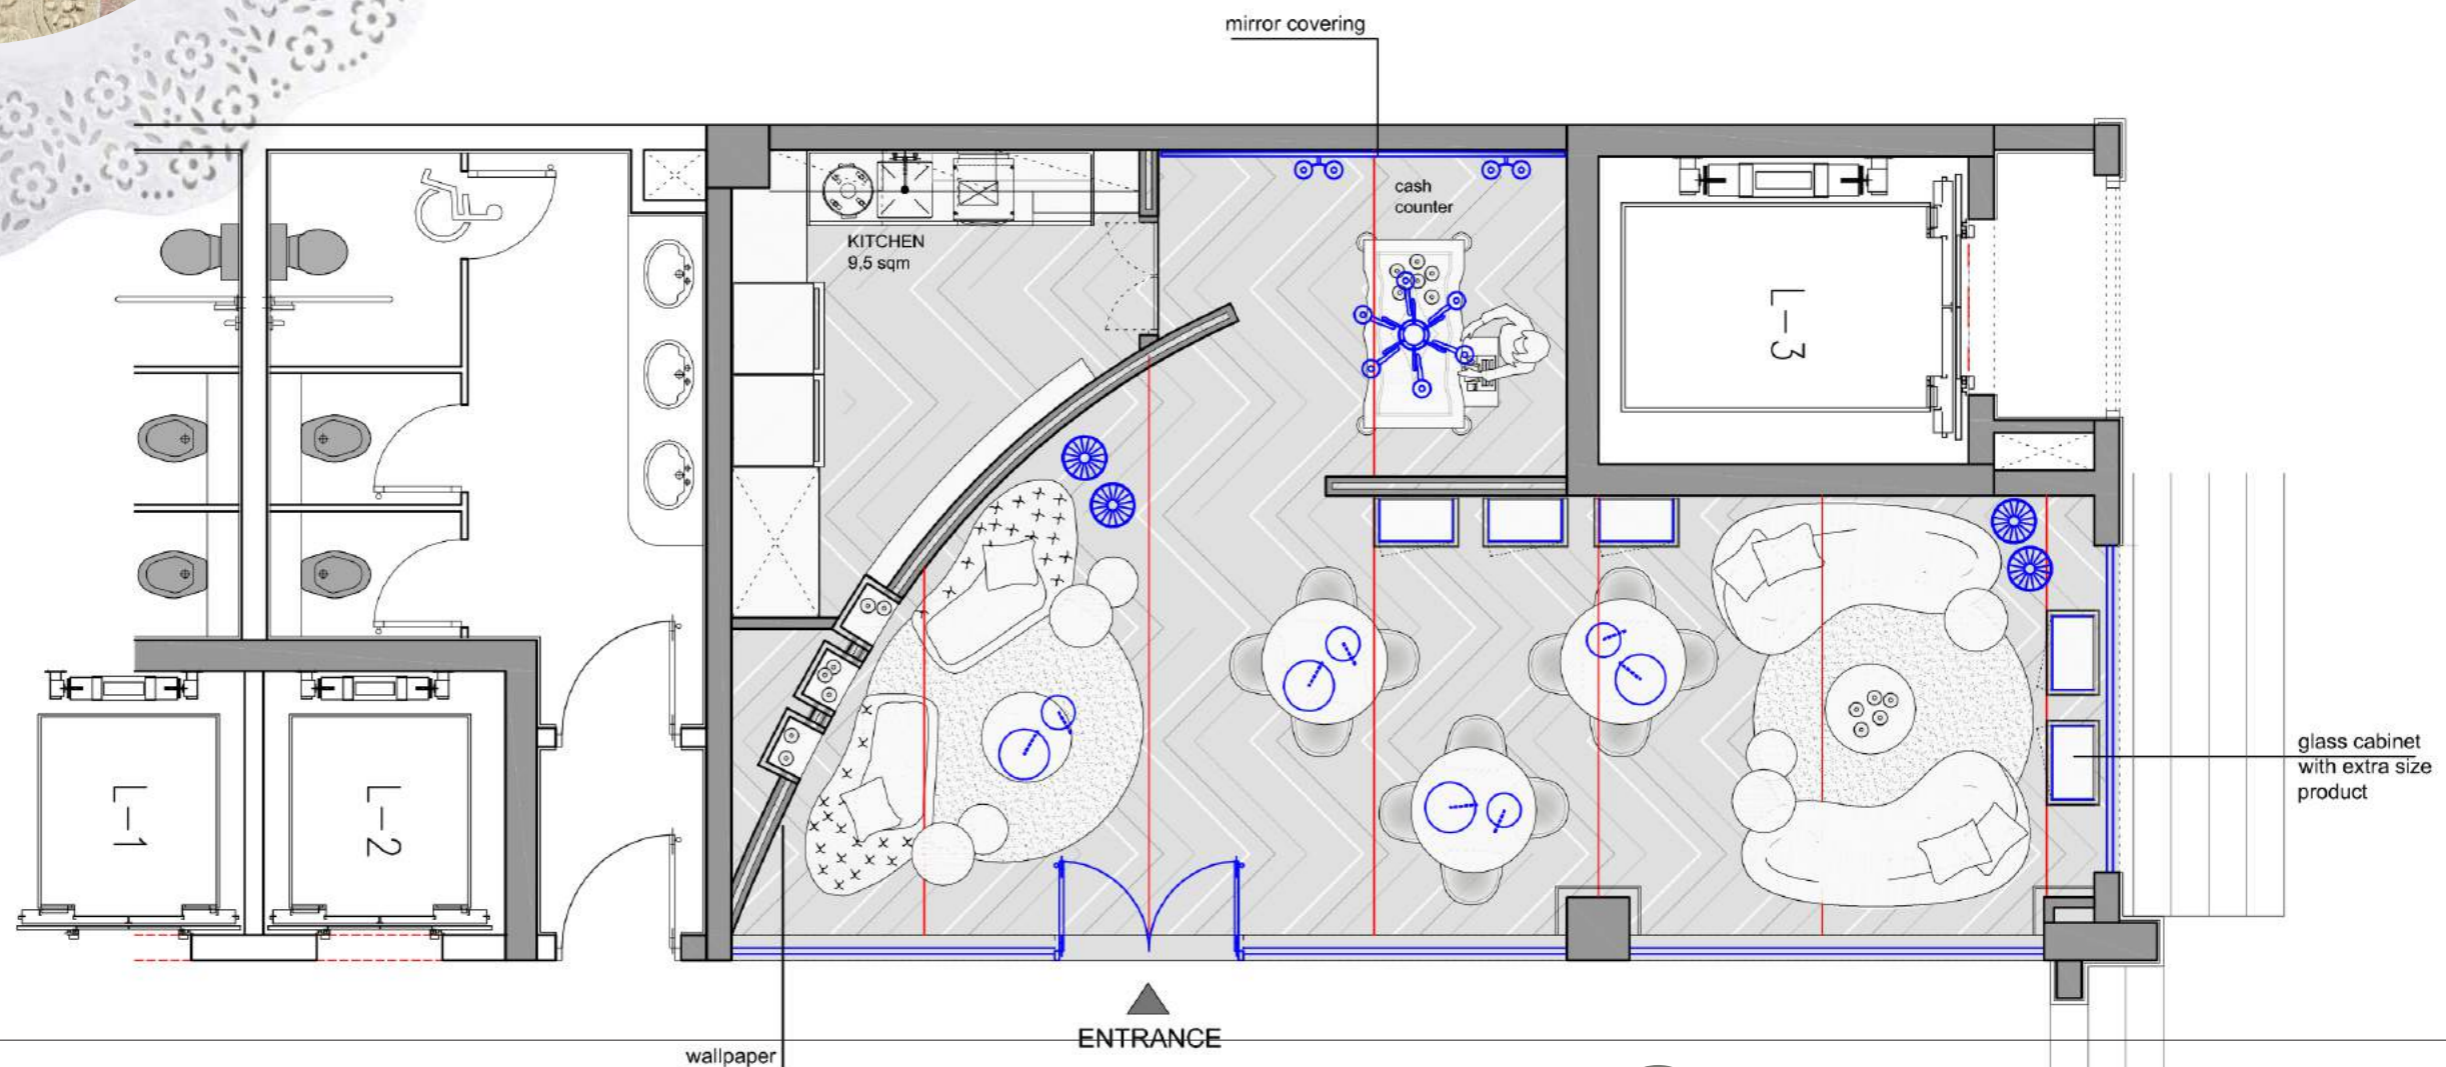 mirror covering
cash
counter
KITCHEN
9,5 sqm
L-3
glass cabinet
with extra size
product
L-1
L-2
ENTRANCE
wallpaper